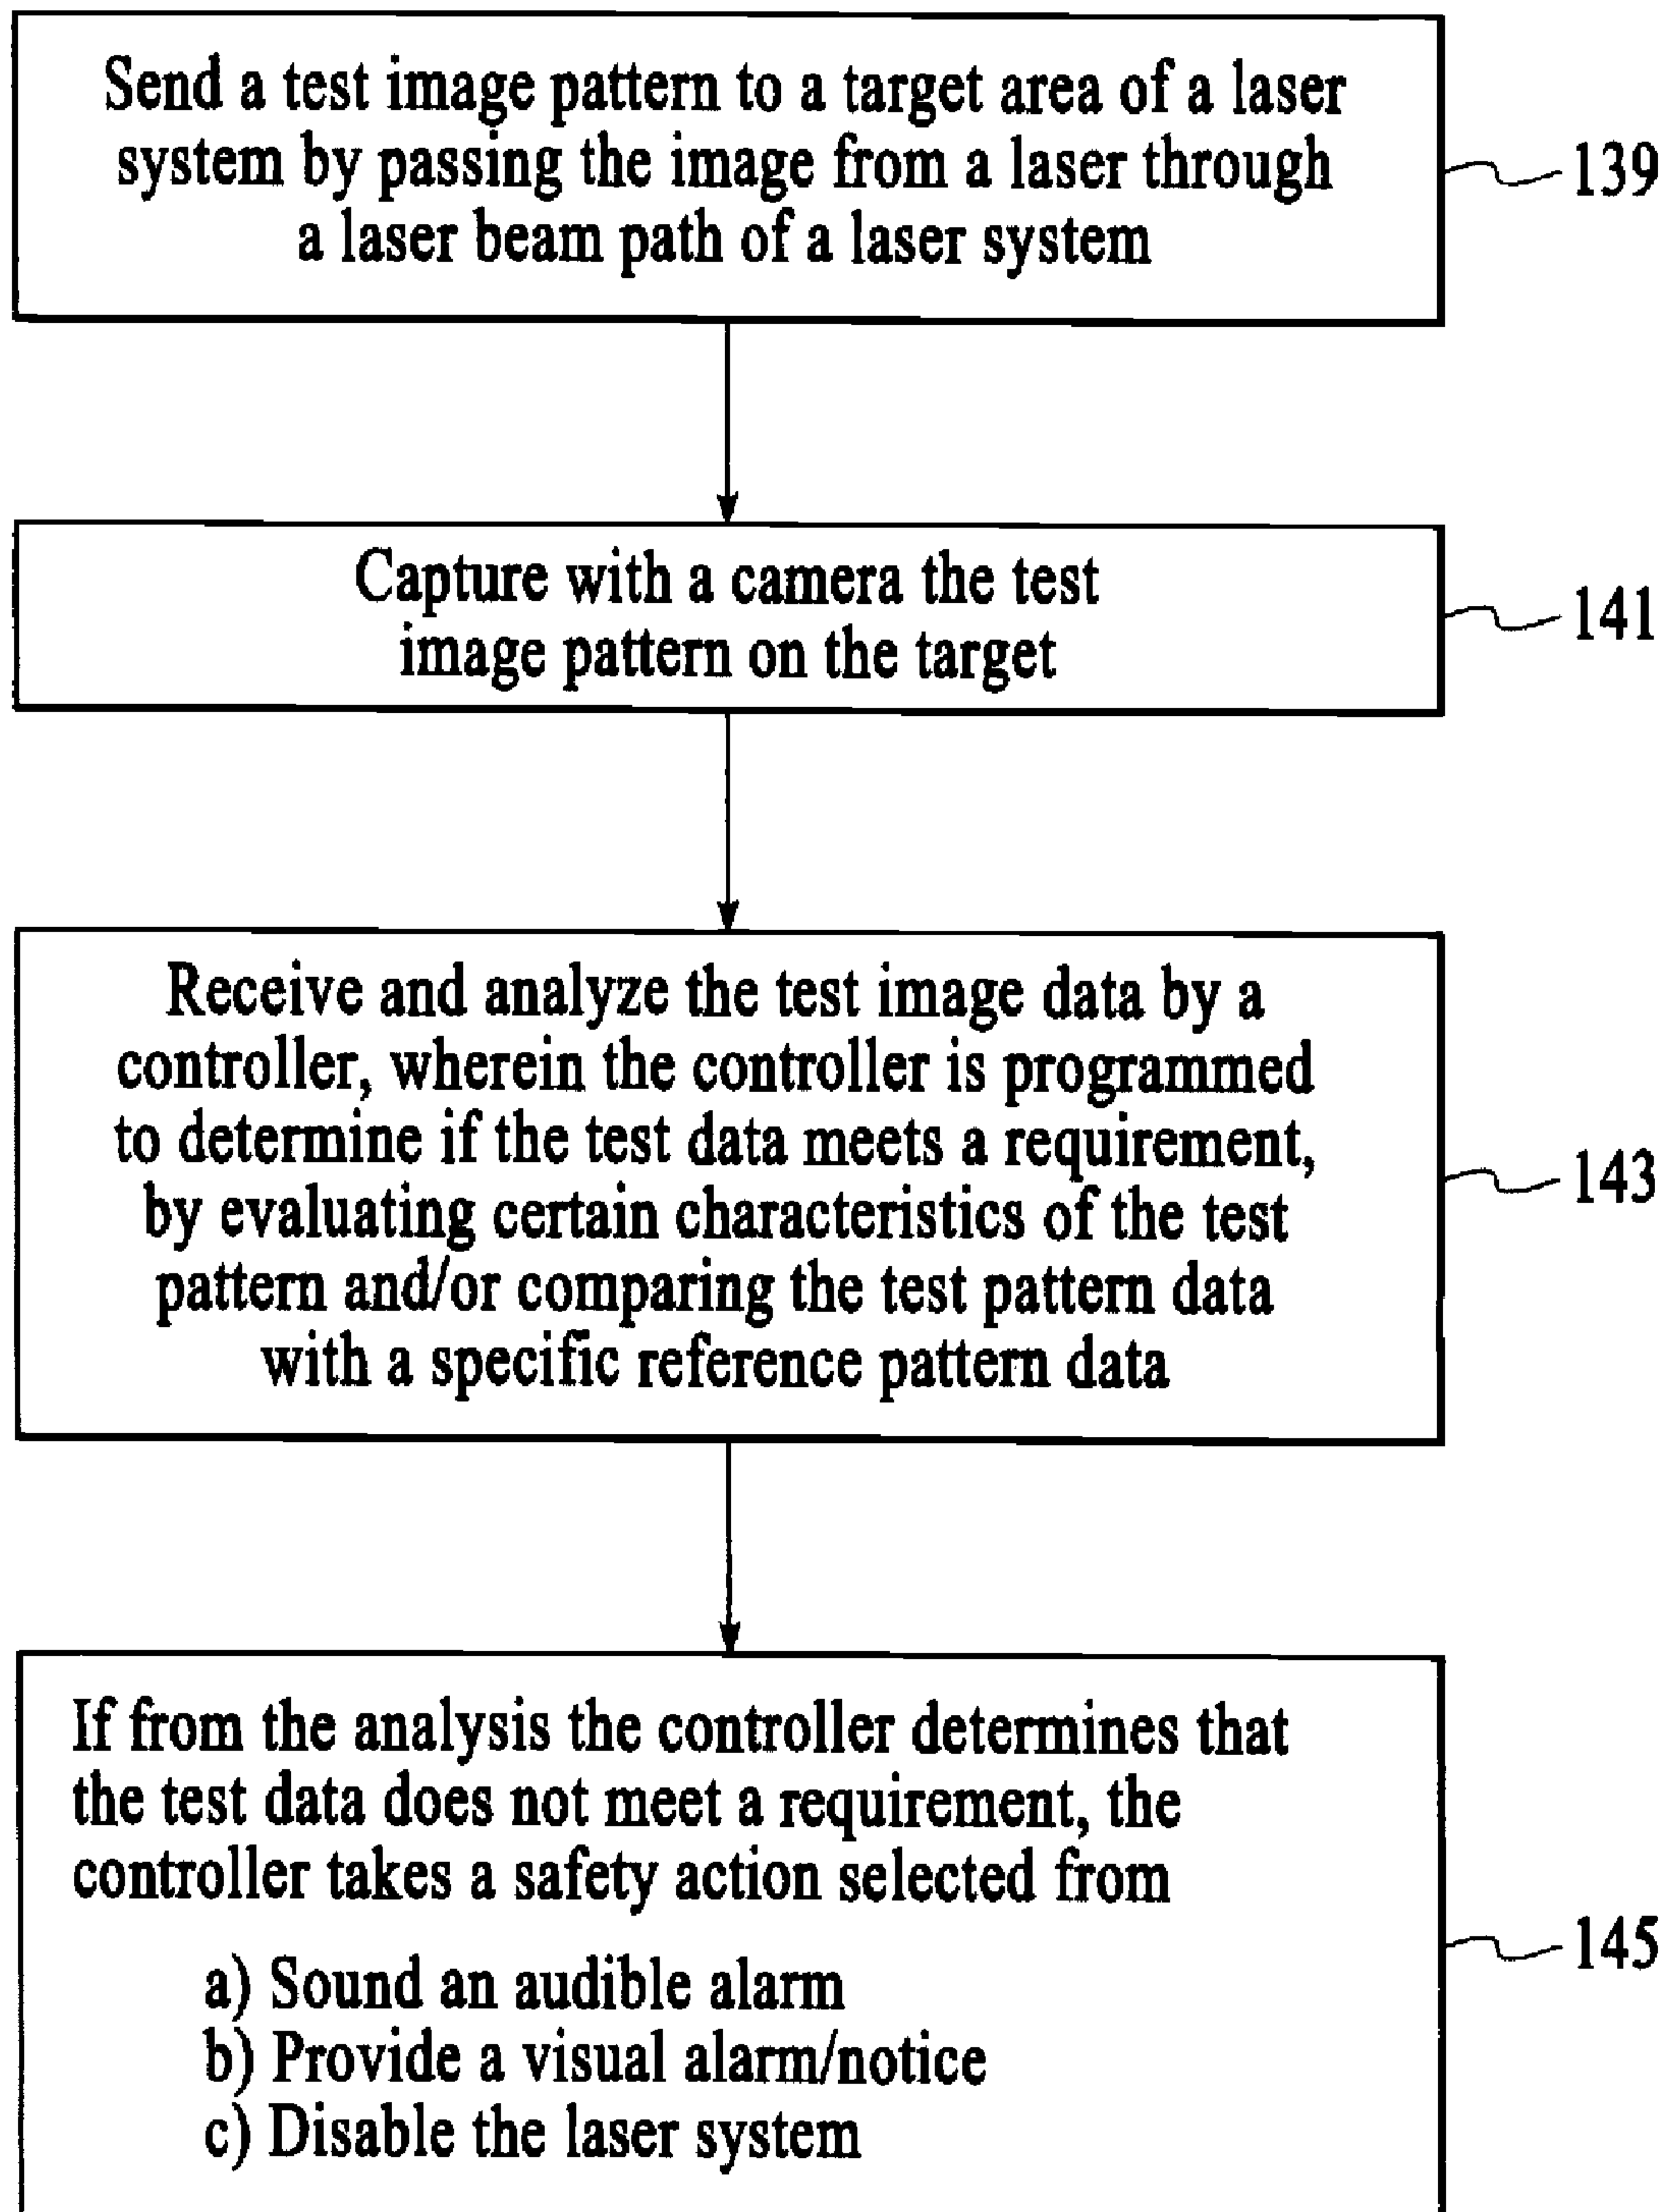 Send a test image pattern to a target area of a laser
system by passing the image from a laser through
a laser beam path of a laser system
139
Capture with a camera the test
image pattern on the target
141
Receive and analyze the test image data by a
controller, wherein the controller is programmed
to determine if the test data meets a requirement,
by evaluating certain characteristics of the test
pattern and/or comparing the test pattern data
with a specific reference pattern data
143
If from the analysis the controller determines that
the test data does not meet a requirement, the
controller takes a safety action selected from
a) Sound an audible alarm
b) Provide a visual alarm/notice
c) Disable the laser system
145